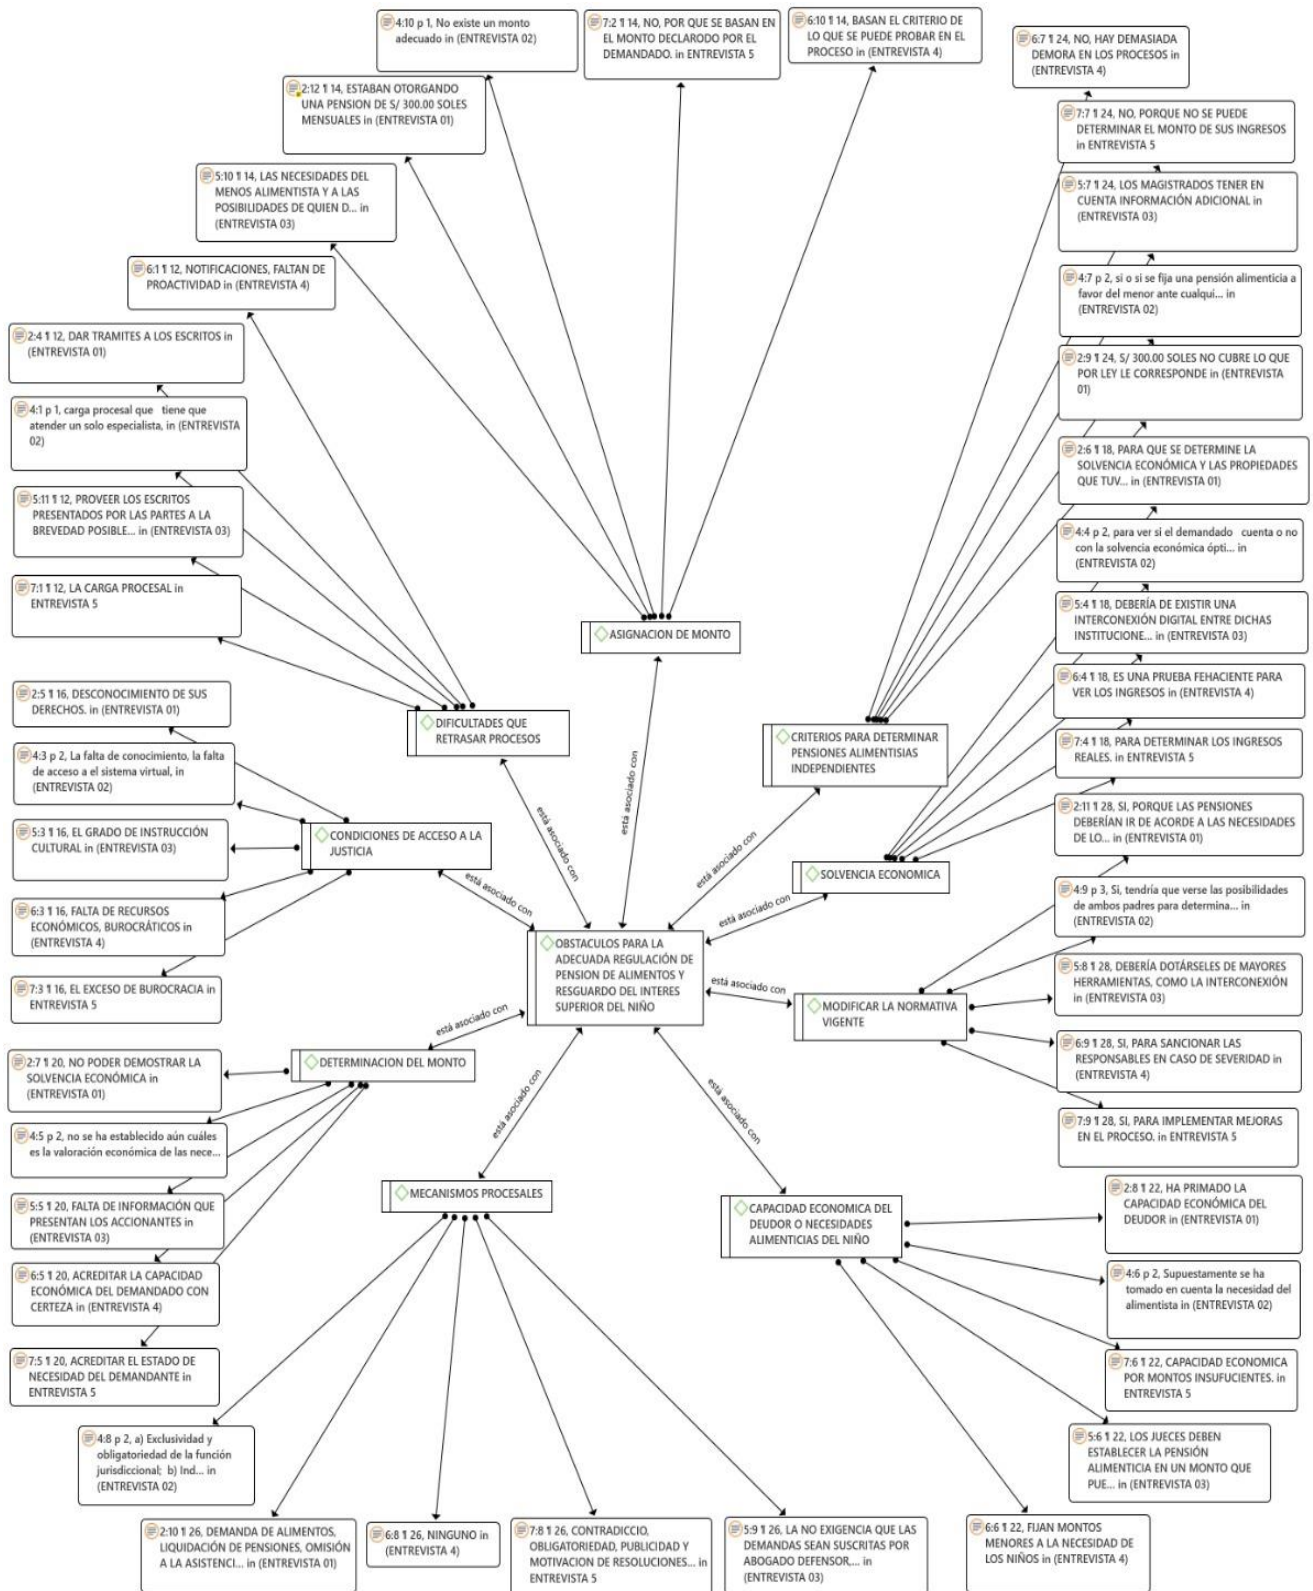 4:10 p 1, No existe un monto
adecuado in (ENTREVISTA 02)
7:2 ¶ 14, NO, POR QUE SE BASAN EN
EL MONTO DECLARODO POR EL
DEMANDADO. in ENTREVISTA 5
6:10 ¶ 14, BASAN EL CRITERIO DE
LO QUE SE PUEDE PROBAR EN EL
PROCESO in (ENTREVISTA 4)
6:7 ¶ 24, NO, HAY DEMASIADA
DEMORA EN LOS PROCESOS in
(ENTREVISTA 4)
2:12 ¶ 14, ESTABAN OTORGANDO
UNA PENSION DE S/ 300.00 SOLES
MENSUALES in (ENTREVISTA 01)
7:7 ¶ 24, NO, PORQUE NO SE PUEDE
DETERMINAR EL MONTO DE SUS INGRESOS
in ENTREVISTA 5
5:10 ¶ 14, LAS NECESIDADES DEL
MENOS ALIMENTISTA Y A LAS
POSIBILIDADES DE QUIEN D... in
(ENTREVISTA 03)
5:7 ¶ 24, LOS MAGISTRADOS TENER EN
CUENTA INFORMACIÓN ADICIONAL in
(ENTREVISTA 03)
6:1 ¶ 12, NOTIFICACIONES, FALTAN DE
PROACTIVIDAD in (ENTREVISTA 4)
4:7 p 2, si o si se fija una pensión alimenticia a
favor del menor ante cualqui... in
(ENTREVISTA 02)
2:4 ¶ 12, DAR TRAMITES A LOS ESCRITOS in
(ENTREVISTA 01)
2:9 ¶ 24, S/ 300.00 SOLES NO CUBRE LO QUE
POR LEY LE CORRESPONDE in (ENTREVISTA
01)
4:1 p 1, carga procesal que tiene que
atender un solo especialista, in (ENTREVISTA
02)
2:6 ¶ 18, PARA QUE SE DETERMINE LA
SOLVENCIA ECONÓMICA Y LAS PROPIEDADES
QUE TUV... in (ENTREVISTA 01)
5:11 ¶ 12, PROVEER LOS ESCRITOS
PRESENTADOS POR LAS PARTES A LA
BREVEDAD POSIBLE... in (ENTREVISTA 03)
4:4 p 2, para ver si el demandado cuenta o no
con la solvencia económica ópti... in
(ENTREVISTA 02)
7:1 ¶ 12, LA CARGA PROCESAL in
ENTREVISTA 5
5:4 ¶ 18, DEBERÍA DE EXISTIR UNA
INTERCONEXIÓN DIGITAL ENTRE DICHAS
INSTITUCIONE... in (ENTREVISTA 03)
ASIGNACION DE MONTO
6:4 ¶ 18, ES UNA PRUEBA FEHACIENTE PARA
VER LOS INGRESOS in (ENTREVISTA 4)
2:5 ¶ 16, DESCONOCIMIENTO DE SUS
DERECHOS. in (ENTREVISTA 01)
DIFICULTADES QUE
RETRASAR PROCESOS
CRITERIOS PARA DETERMINAR
PENSIONES ALIMENTISIAS
INDEPENDIENTES
7:4 ¶ 18, PARA DETERMINAR LOS INGRESOS
REALES. in ENTREVISTA 5
4:3 p 2, La falta de conocimiento, la falta
de acceso a el sistema virtual, in
(ENTREVISTA 02)
2:11 ¶ 28, SI, PORQUE LAS PENSIONES
DEBERÍAN IR DE ACORDE A LAS NECESIDADES
DE LO... in (ENTREVISTA 01)
5:3 ¶ 16, EL GRADO DE INSTRUCCIÓN
CULTURAL in (ENTREVISTA 03)
CONDICIONES DE ACCESO A LA
JUSTICIA
SOLVENCIA ECONOMICA
está asociado con
está asociado con
está asociado con
está asociado con
está asociado con
4:9 p 3, Si, tendría que verse las posibilidades
de ambos padres para determina... in
(ENTREVISTA 02)
6:3 ¶ 16, FALTA DE RECURSOS
ECONÓMICOS, BUROCRÁTICOS in
(ENTREVISTA 4)
OBSTACULOS PARA LA
ADECUADA REGULACIÓN DE
PENSION DE ALIMENTOS Y
RESGUARDO DEL INTERES
SUPERIOR DEL NIÑO
5:8 ¶ 28, DEBERÍA DOTÁRSELES DE MAYORES
HERRAMIENTAS, COMO LA INTERCONEXIÓN
in (ENTREVISTA 03)
7:3 ¶ 16, EL EXCESO DE BUROCRACIA in
ENTREVISTA 5
está asociado con
MODIFICAR LA NORMATIVA
VIGENTE
está asociado con
6:9 ¶ 28, SI, PARA SANCIONAR LAS
RESPONSABLES EN CASO DE SEVERIDAD in
(ENTREVISTA 4)
2:7 ¶ 20, NO PODER DEMOSTRAR LA
SOLVENCIA ECONÓMICA in
(ENTREVISTA 01)
DETERMINACION DEL MONTO
7:9 ¶ 28, SI, PARA IMPLEMENTAR MEJORAS
EN EL PROCESO. in ENTREVISTA 5
4:5 p 2, no se ha establecido aún cuáles
es la valoración económica de las nece...
está asociado con
está asociado con
5:5 ¶ 20, FALTA DE INFORMACIÓN QUE
PRESENTAN LOS ACCIONANTES in
(ENTREVISTA 03)
MECANISMOS PROCESALES
CAPACIDAD ECONOMICA DEL
DEUDOR O NECESIDADES
ALIMENTICIAS DEL NIÑO
2:8 ¶ 22, HA PRIMADO LA
CAPACIDAD ECONÓMICA DEL
DEUDOR in (ENTREVISTA 01)
6:5 ¶ 20, ACREDITAR LA CAPACIDAD
ECONÓMICA DEL DEMANDADO CON
CERTEZA in (ENTREVISTA 4)
4:6 p 2, Supuestamente se ha
tomado en cuenta la necesidad del
alimentista in (ENTREVISTA 02)
7:5 ¶ 20, ACREDITAR EL ESTADO DE
NECESIDAD DEL DEMANDANTE in
ENTREVISTA 5
7:6 ¶ 22, CAPACIDAD ECONOMICA
POR MONTOS INSUFUCIENTES. in
ENTREVISTA 5
4:8 p 2, a) Exclusividad y
obligatoriedad de la función
jurisdiccional; b) Ind... in
(ENTREVISTA 02)
5:6 ¶ 22, LOS JUECES DEBEN
ESTABLECER LA PENSIÓN
ALIMENTICIA EN UN MONTO QUE
PUE... in (ENTREVISTA 03)
2:10 ¶ 26, DEMANDA DE ALIMENTOS,
LIQUIDACIÓN DE PENSIONES, OMISIÓN
A LA ASISTENCI... in (ENTREVISTA 01)
6:8 ¶ 26, NINGUNO in
(ENTREVISTA 4)
7:8 ¶ 26, CONTRADICCIO,
OBLIGATORIEDAD, PUBLICIDAD Y
MOTIVACION DE RESOLUCIONES... in
ENTREVISTA 5
5:9 ¶ 26, LA NO EXIGENCIA QUE LAS
DEMANDAS SEAN SUSCRITAS POR
ABOGADO DEFENSOR,... in
(ENTREVISTA 03)
6:6 ¶ 22, FIJAN MONTOS
MENORES A LA NECESIDAD DE
LOS NIÑOS in (ENTREVISTA 4)